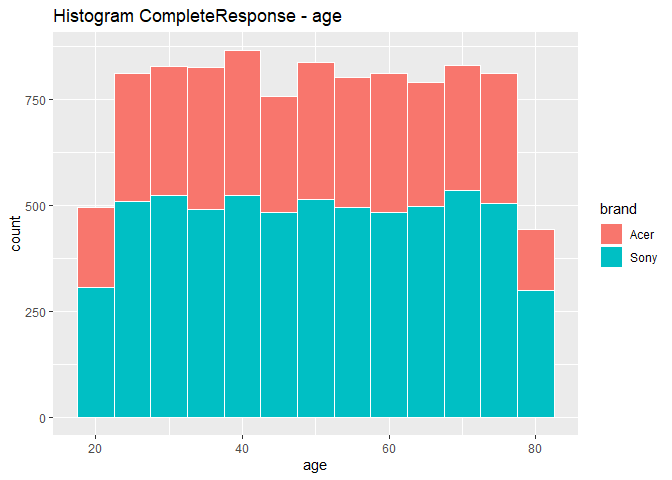 Histogram CompleteResponse - age
count
750
500
250
0
20 40 60 80
age
brand
Acer
Sony